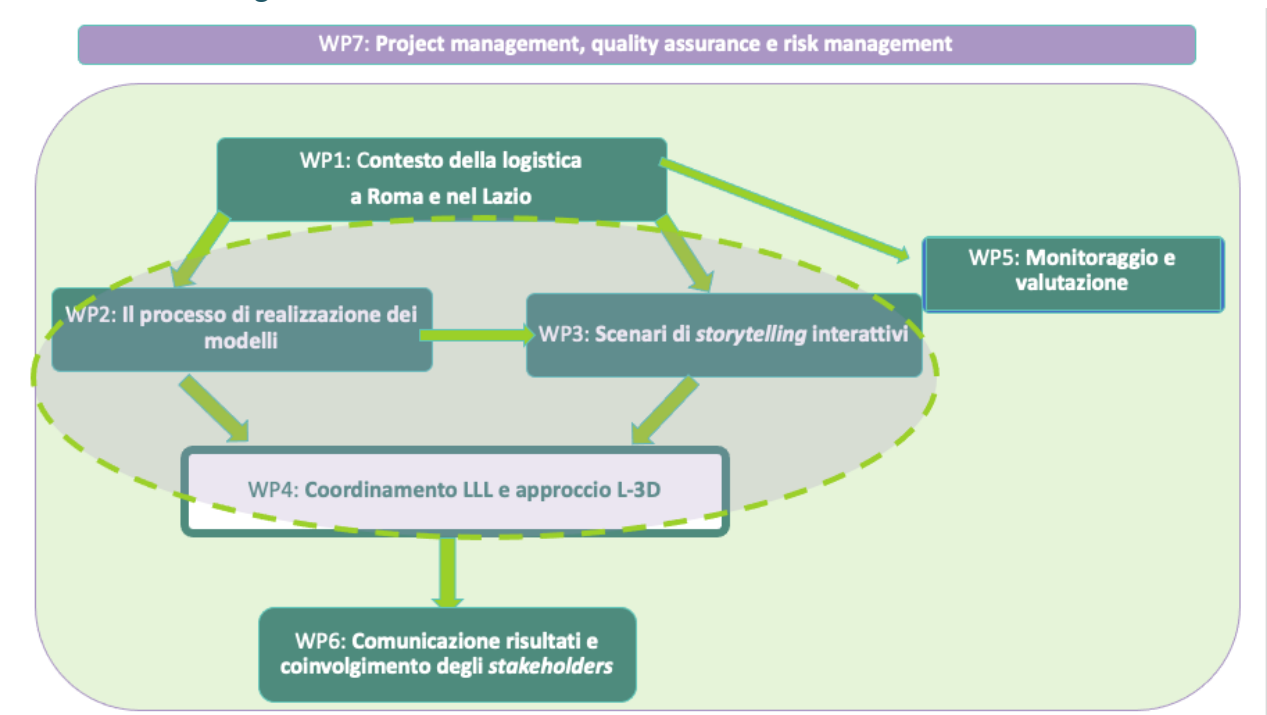 WP7: Project management, quality assurance e risk management
WP1: Contesto della logistica
a Roma e nel Lazio
WP5: Monitoraggio e
valutazione
WP2: Il processo di realizzazione dei
modelli
WP3: Scenari di storytelling interattivi
WP4: Coordinamento LLL e approccio L-3D
WP6: Comunicazione risultati e
coinvolgimento degli stakeholders